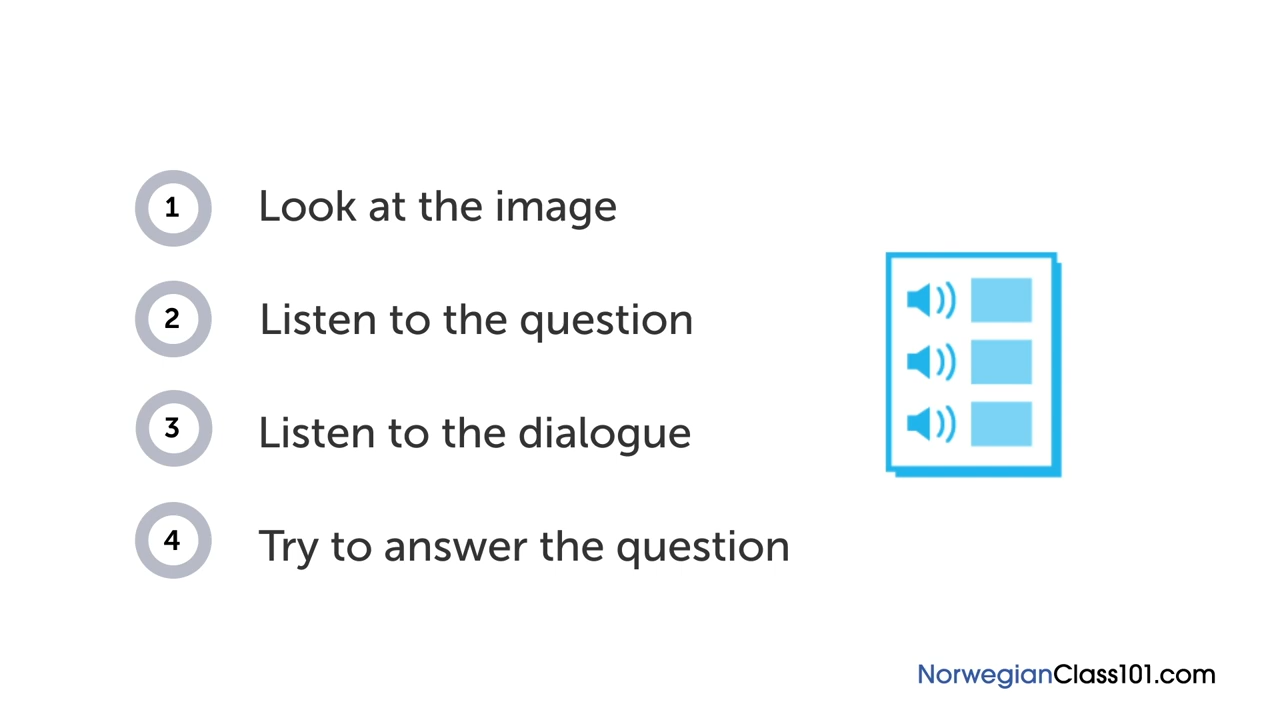 1 Look at the image
2 Listen to the question
3 Listen to the dialogue
4 Try to answer the question
NorwegianClass101.com